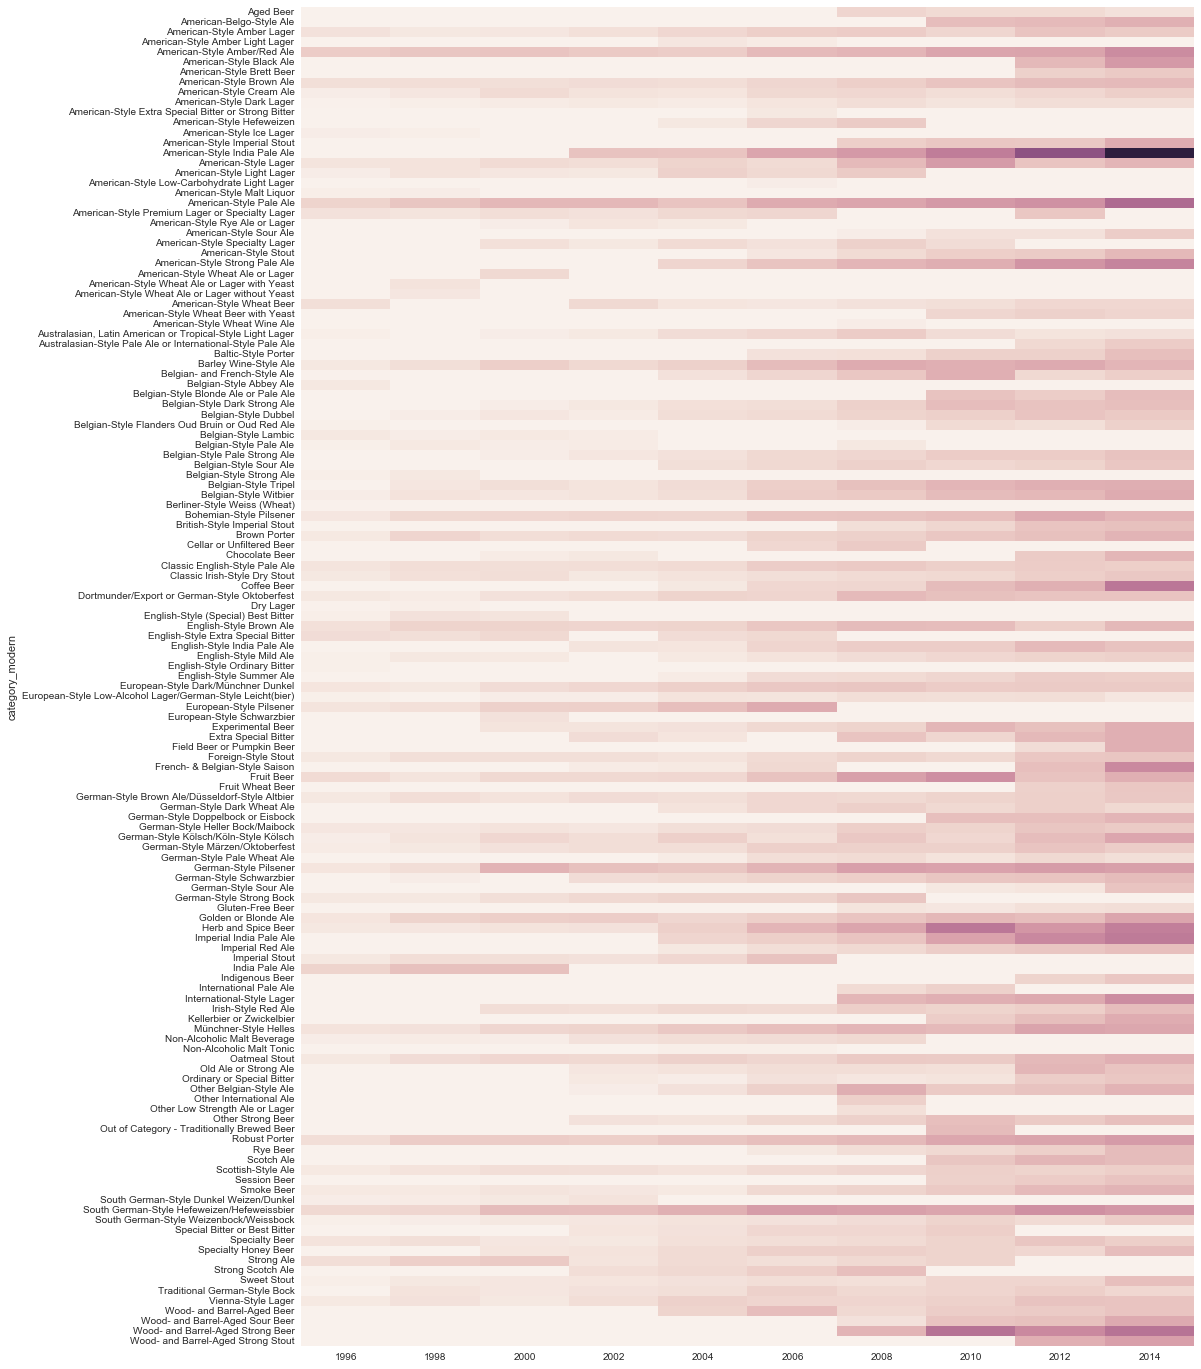 Aged Beer
American-Belgo-Style Ale
American-Style Amber Lager
American-Style Amber Light Lager
American-Style Amber/Red Ale
American-Style Black Ale
American-Style Brett Beer
American-Style Brown Ale
American-Style Cream Ale
American-Style Dark Lager
American-Style Extra Special Bitter or Strong Bitter
American-Style Hefeweizen
American-Style Ice Lager
American-Style Imperial Stout
American-Style India Pale Ale
American-Style Lager
American-Style Light Lager
American-Style Low-Carbohydrate Light Lager
American-Style Malt Liquor
American-Style Pale Ale
American-Style Premium Lager or Specialty Lager
American-Style Rye Ale or Lager
American-Style Sour Ale
American-Style Specialty Lager
American-Style Stout
American-Style Strong Pale Ale
American-Style Wheat Ale or Lager
American-Style Wheat Ale or Lager with Yeast
American-Style Wheat Ale or Lager without Yeast
American-Style Wheat Beer
American-Style Wheat Beer with Yeast
American-Style Wheat Wine Ale
Australasian, Latin American or Tropical-Style Light Lager
Australasian-Style Pale Ale or International-Style Pale Ale
Baltic-Style Porter
Barley Wine-Style Ale
Belgian- and French-Style Ale
Belgian-Style Abbey Ale
Belgian-Style Blonde Ale or Pale Ale
Belgian-Style Dark Strong Ale
Belgian-Style Dubbel
Belgian-Style Flanders Oud Bruin or Oud Red Ale
Belgian-Style Lambic
Belgian-Style Pale Ale
Belgian-Style Pale Strong Ale
Belgian-Style Sour Ale
Belgian-Style Strong Ale
Belgian-Style Tripel
Belgian-Style Witbier
Berliner-Style Weiss (Wheat)
Bohemian-Style Pilsener
British-Style Imperial Stout
Brown Porter
Cellar or Unfiltered Beer
Chocolate Beer
Classic English-Style Pale Ale
Classic Irish-Style Dry Stout
Coffee Beer
Dortmunder/Export or German-Style Oktoberfest
Dry Lager
English-Style (Special) Best Bitter
English-Style Brown Ale
English-Style Extra Special Bitter
English-Style India Pale Ale
English-Style Mild Ale
English-Style Ordinary Bitter
English-Style Summer Ale
European-Style Dark/Münchner Dunkel
European-Style Low-Alcohol Lager/German-Style Leicht(bier)
European-Style Pilsener
European-Style Schwarzbier
Experimental Beer
Extra Special Bitter
Field Beer or Pumpkin Beer
Foreign-Style Stout
French- & Belgian-Style Saison
Fruit Beer
Fruit Wheat Beer
German-Style Brown Ale/Düsseldorf-Style Altbier
German-Style Dark Wheat Ale
German-Style Doppelbock or Eisbock
German-Style Heller Bock/Maibock
German-Style Kölsch/Köln-Style Kölsch
German-Style Märzen/Oktoberfest
German-Style Pale Wheat Ale
German-Style Pilsener
German-Style Schwarzbier
German-Style Sour Ale
German-Style Strong Bock
Gluten-Free Beer
Golden or Blonde Ale
Herb and Spice Beer
Imperial India Pale Ale
Imperial Red Ale
Imperial Stout
India Pale Ale
Indigenous Beer
International Pale Ale
International-Style Lager
Irish-Style Red Ale
Kellerbier or Zwickelbier
Münchner-Style Helles
Non-Alcoholic Malt Beverage
Non-Alcoholic Malt Tonic
Oatmeal Stout
Old Ale or Strong Ale
Ordinary or Special Bitter
Other Belgian-Style Ale
Other International Ale
Other Low Strength Ale or Lager
Other Strong Beer
Out of Category - Traditionally Brewed Beer
Robust Porter
Rye Beer
Scotch Ale
Scottish-Style Ale
Session Beer
Smoke Beer
South German-Style Dunkel Weizen/Dunkel
South German-Style Hefeweizen/Hefeweissbier
South German-Style Weizenbock/Weissbock
Special Bitter or Best Bitter
Specialty Beer
Specialty Honey Beer
Strong Ale
Strong Scotch Ale
Sweet Stout
Traditional German-Style Bock
Vienna-Style Lager
Wood- and Barrel-Aged Beer
Wood- and Barrel-Aged Sour Beer
Wood- and Barrel-Aged Strong Beer
Wood- and Barrel-Aged Strong Stout
category_modern
1996 1998 2000 2002 2004 2006 2008 2010 2012 2014